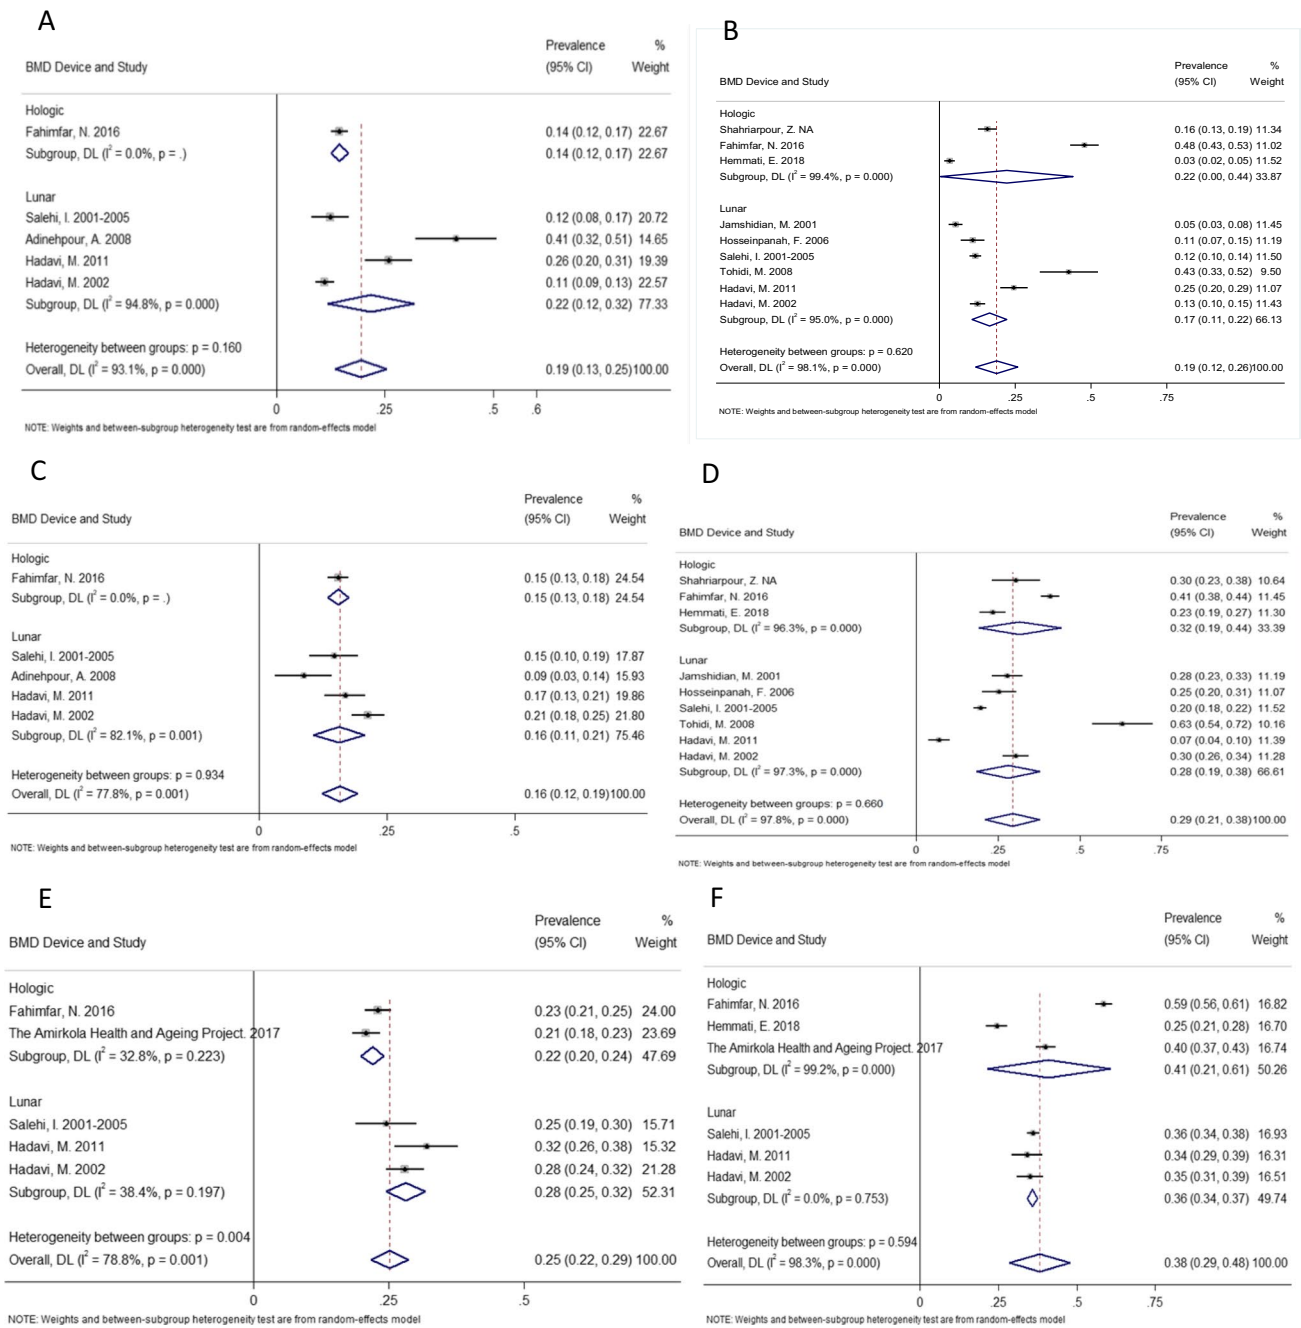 A
Prevalence %
BMD Device and Study (95% CI) Weight
Hologic
Fahimfar, N. 2016 0.14 (0.12, 0.17) 22.67
Subgroup, DL (I² = 0.0%, p = .) 0.14 (0.12, 0.17) 22.67
Lunar
Salehi, I. 2001-2005 0.12 (0.08, 0.17) 20.72
Adinehpour, A. 2008 0.41 (0.32, 0.51) 14.65
Hadavi, M. 2011 0.26 (0.20, 0.31) 19.39
Hadavi, M. 2002 0.11 (0.09, 0.13) 22.57
Subgroup, DL (I² = 94.8%, p = 0.000) 0.22 (0.12, 0.32) 77.33
Heterogeneity between groups: p = 0.160
Overall, DL (I² = 93.1%, p = 0.000) 0.19 (0.13, 0.25)100.00
0 .25 .5 .6
NOTE: Weights and between-subgroup heterogeneity test are from random-effects model
B
Prevalence %
BMD Device and Study (95% CI) Weight
Hologic
Shahriarpour, Z. NA 0.16 (0.13, 0.19) 11.34
Fahimfar, N. 2016 0.48 (0.43, 0.53) 11.02
Hemmati, E. 2018 0.03 (0.02, 0.05) 11.52
Subgroup, DL (I² = 99.4%, p = 0.000) 0.22 (0.00, 0.44) 33.87
Lunar
Jamshidian, M. 2001 0.05 (0.03, 0.08) 11.45
Hosseinpanah, F. 2006 0.11 (0.07, 0.15) 11.19
Salehi, I. 2001-2005 0.12 (0.10, 0.14) 11.50
Tohidi, M. 2008 0.43 (0.33, 0.52) 9.50
Hadavi, M. 2011 0.25 (0.20, 0.29) 11.07
Hadavi, M. 2002 0.13 (0.10, 0.15) 11.43
Subgroup, DL (I² = 95.0%, p = 0.000) 0.17 (0.11, 0.22) 66.13
Heterogeneity between groups: p = 0.620
Overall, DL (I² = 98.1%, p = 0.000) 0.19 (0.12, 0.26)100.00
0 .25 .5 .75
NOTE: Weights and between-subgroup heterogeneity test are from random-effects model
C
Prevalence %
BMD Device and Study (95% CI) Weight
Hologic
Fahimfar, N. 2016 0.15 (0.13, 0.18) 24.54
Subgroup, DL (I² = 0.0%, p = .) 0.15 (0.13, 0.18) 24.54
Lunar
Salehi, I. 2001-2005 0.15 (0.10, 0.19) 17.87
Adinehpour, A. 2008 0.09 (0.03, 0.14) 15.93
Hadavi, M. 2011 0.17 (0.13, 0.21) 19.86
Hadavi, M. 2002 0.21 (0.18, 0.25) 21.80
Subgroup, DL (I² = 82.1%, p = 0.001) 0.16 (0.11, 0.21) 75.46
Heterogeneity between groups: p = 0.934
Overall, DL (I² = 77.8%, p = 0.001) 0.16 (0.12, 0.19)100.00
0 .25 .5
NOTE: Weights and between-subgroup heterogeneity test are from random-effects model
D
Prevalence %
BMD Device and Study (95% CI) Weight
Hologic
Shahriarpour, Z. NA 0.30 (0.23, 0.38) 10.64
Fahimfar, N. 2016 0.41 (0.38, 0.44) 11.45
Hemmati, E. 2018 0.23 (0.19, 0.27) 11.30
Subgroup, DL (I² = 96.3%, p = 0.000) 0.32 (0.19, 0.44) 33.39
Lunar
Jamshidian, M. 2001 0.28 (0.23, 0.33) 11.19
Hosseinpanah, F. 2006 0.25 (0.20, 0.31) 11.07
Salehi, I. 2001-2005 0.20 (0.18, 0.22) 11.52
Tohidi, M. 2008 0.63 (0.54, 0.72) 10.16
Hadavi, M. 2011 0.07 (0.04, 0.10) 11.39
Hadavi, M. 2002 0.30 (0.26, 0.34) 11.28
Subgroup, DL (I² = 97.3%, p = 0.000) 0.28 (0.19, 0.38) 66.61
Heterogeneity between groups: p = 0.660
Overall, DL (I² = 97.8%, p = 0.000) 0.29 (0.21, 0.38)100.00
0 .25 .5 .75
NOTE: Weights and between-subgroup heterogeneity test are from random-effects model
E
Prevalence %
BMD Device and Study (95% CI) Weight
Hologic
Fahimfar, N. 2016 0.23 (0.21, 0.25) 24.00
The Amirkola Health and Ageing Project. 2017 0.21 (0.18, 0.23) 23.69
Subgroup, DL (I² = 32.8%, p = 0.223) 0.22 (0.20, 0.24) 47.69
Lunar
Salehi, I. 2001-2005 0.25 (0.19, 0.30) 15.71
Hadavi, M. 2011 0.32 (0.26, 0.38) 15.32
Hadavi, M. 2002 0.28 (0.24, 0.32) 21.28
Subgroup, DL (I² = 38.4%, p = 0.197) 0.28 (0.25, 0.32) 52.31
Heterogeneity between groups: p = 0.004
Overall, DL (I² = 78.8%, p = 0.001) 0.25 (0.22, 0.29) 100.00
0 .25 .5
NOTE: Weights and between-subgroup heterogeneity test are from random-effects model
F
Prevalence %
BMD Device and Study (95% CI) Weight
Hologic
Fahimfar, N. 2016 0.59 (0.56, 0.61) 16.82
Hemmati, E. 2018 0.25 (0.21, 0.28) 16.70
The Amirkola Health and Ageing Project. 2017 0.40 (0.37, 0.43) 16.74
Subgroup, DL (I² = 99.2%, p = 0.000) 0.41 (0.21, 0.61) 50.26
Lunar
Salehi, I. 2001-2005 0.36 (0.34, 0.38) 16.93
Hadavi, M. 2011 0.34 (0.29, 0.39) 16.31
Hadavi, M. 2002 0.35 (0.31, 0.39) 16.51
Subgroup, DL (I² = 0.0%, p = 0.753) 0.36 (0.34, 0.37) 49.74
Heterogeneity between groups: p = 0.594
Overall, DL (I² = 98.3%, p = 0.000) 0.38 (0.29, 0.48) 100.00
0 .25 .5 .75
NOTE: Weights and between-subgroup heterogeneity test are from random-effects model